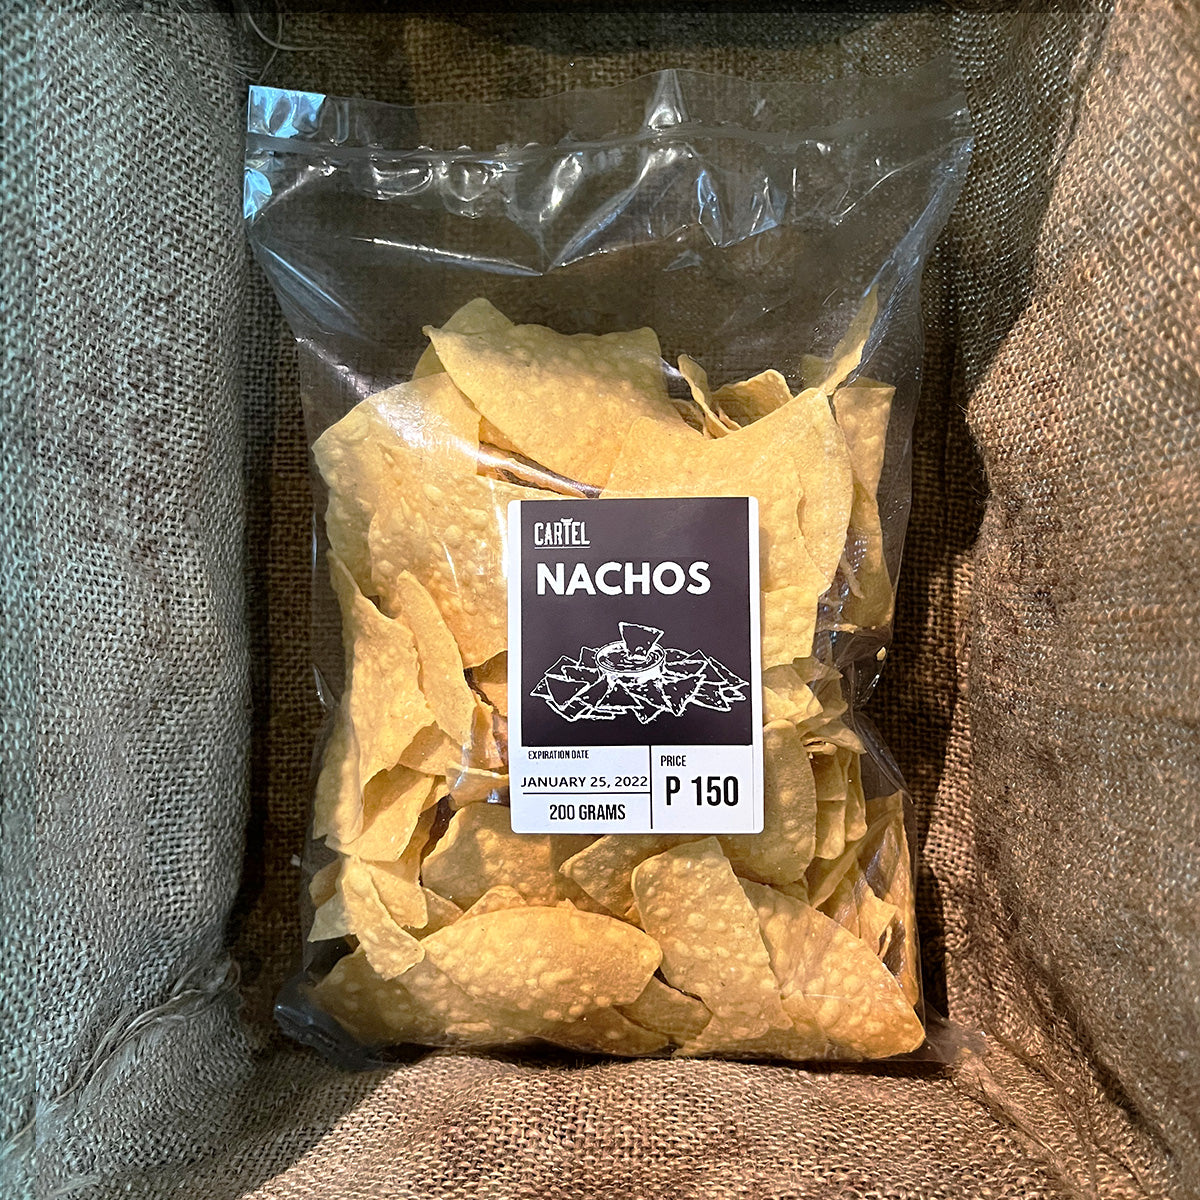 CARTEL
NACHOS
EXPIRATION DATE
JANUARY 25, 2022
200 GRAMS
PRICE
P 150